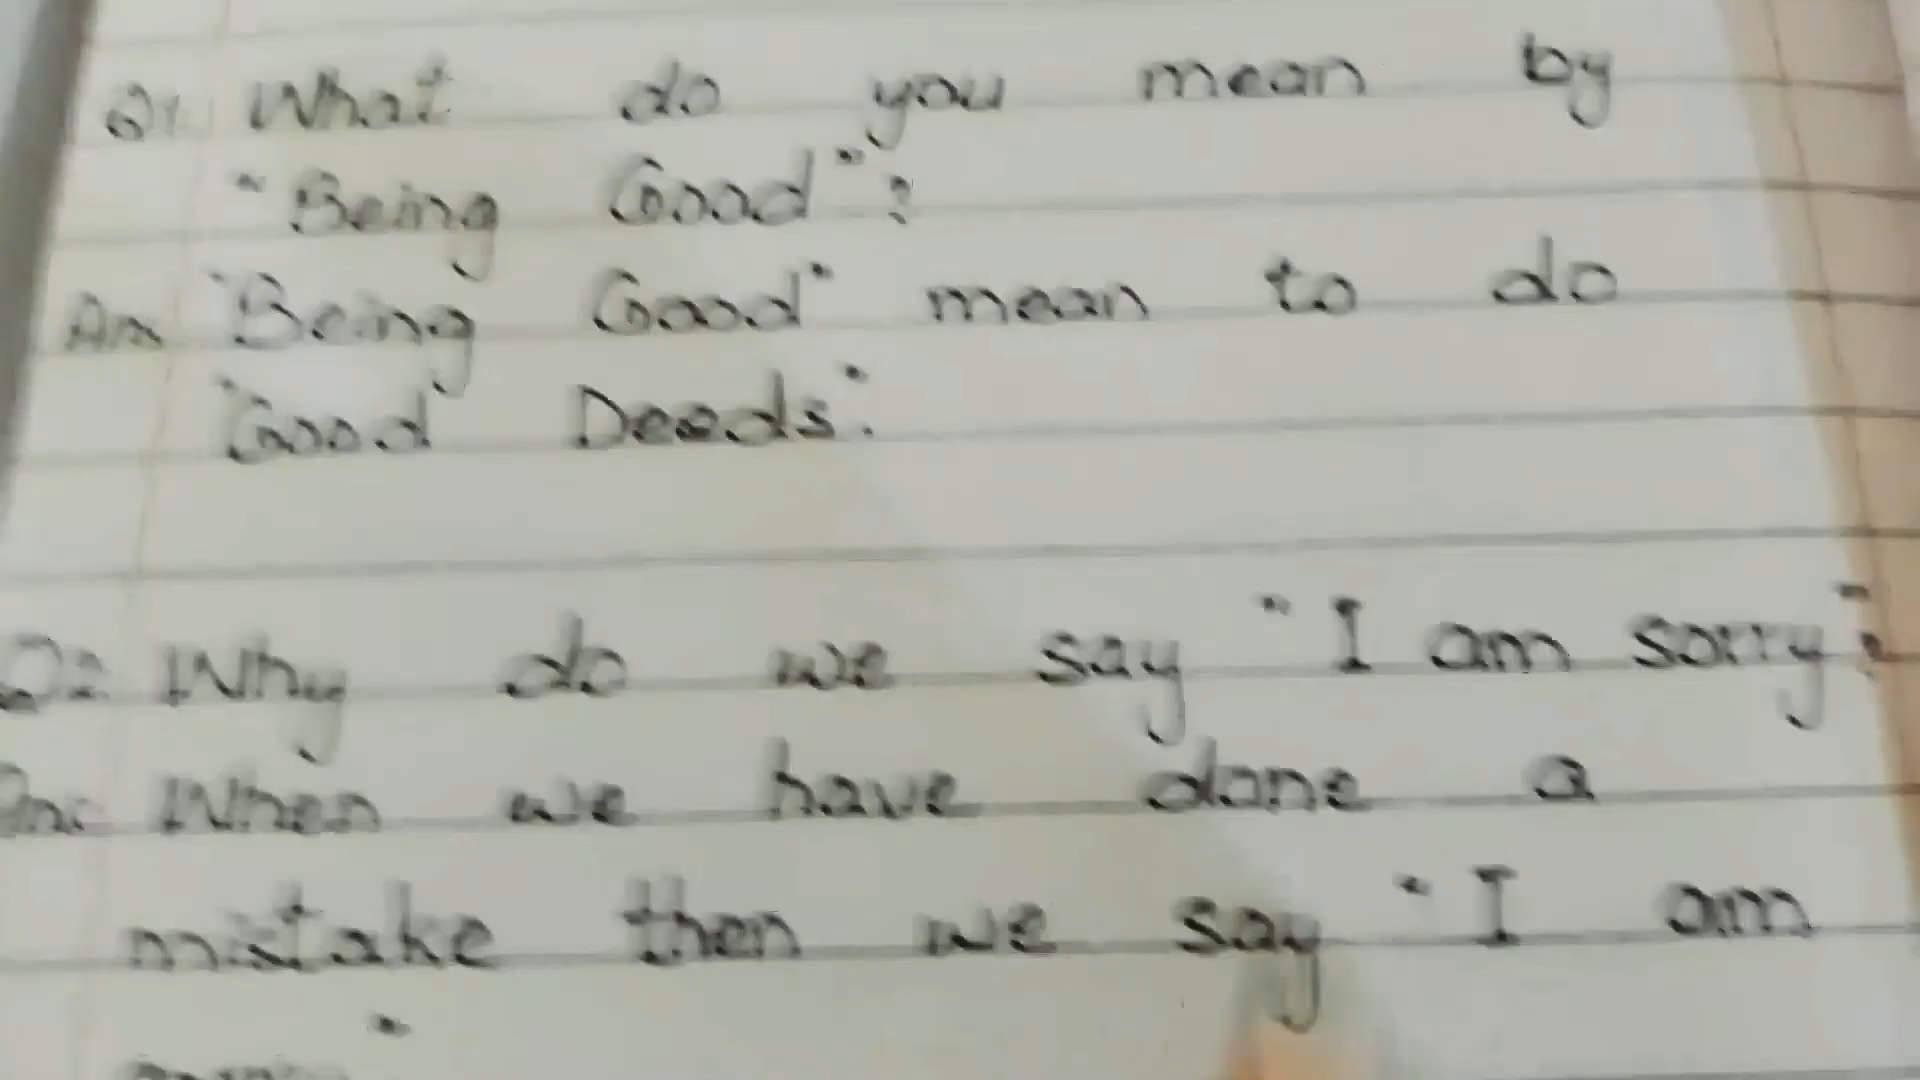 Q1. What do you mean by
"Being Good"?
Ans "Being Good" mean to do
"Good Deeds".
Q2 Why do we say "I am sorry"?
Ans When we have done a
mistake then we say "I am